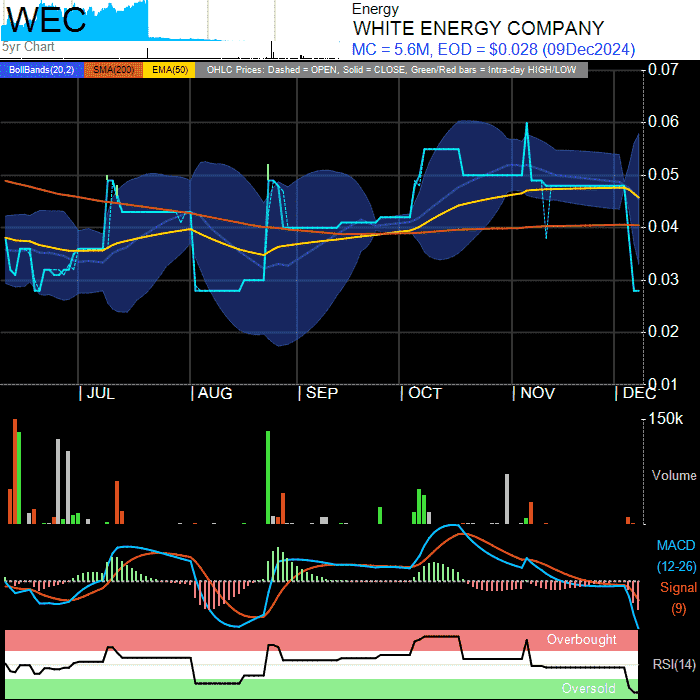 WEC
5yr Chart
Energy
WHITE ENERGY COMPANY
MC = 5.6M, EOD = $0.028 (09Dec2024)
BollBands(20,2) SMA(200) EMA(50) OHLC Prices: Dashed = OPEN, Solid = CLOSE, Green/Red bars = Intra-day HIGH/LOW
0.07
0.06
0.05
0.04
0.03
0.02
0.01
JUL AUG SEP OCT NOV DEC
150k
Volume
MACD
(12-26)
Signal
(9)
Overbought
RSI(14)
Oversold